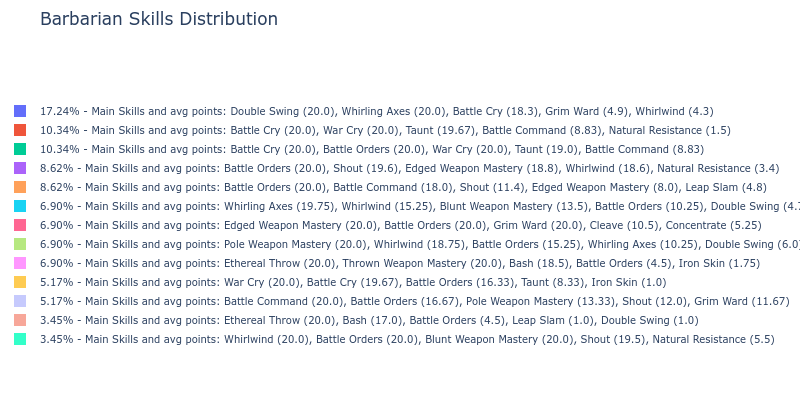 Barbarian Skills Distribution
17.24% - Main Skills and avg points: Double Swing (20.0), Whirling Axes (20.0), Battle Cry (18.3), Grim Ward (4.9), Whirlwind (4.3)
10.34% - Main Skills and avg points: Battle Cry (20.0), War Cry (20.0), Taunt (19.67), Battle Command (8.83), Natural Resistance (1.5)
10.34% - Main Skills and avg points: Battle Cry (20.0), Battle Orders (20.0), War Cry (20.0), Taunt (19.0), Battle Command (8.83)
8.62% - Main Skills and avg points: Battle Orders (20.0), Shout (19.6), Edged Weapon Mastery (18.8), Whirlwind (18.6), Natural Resistance (3.4)
8.62% - Main Skills and avg points: Battle Orders (20.0), Battle Command (18.0), Shout (11.4), Edged Weapon Mastery (8.0), Leap Slam (4.8)
6.90% - Main Skills and avg points: Whirling Axes (19.75), Whirlwind (15.25), Blunt Weapon Mastery (13.5), Battle Orders (10.25), Double Swing
6.90% - Main Skills and avg points: Edged Weapon Mastery (20.0), Battle Orders (20.0), Grim Ward (20.0), Cleave (10.5), Concentrate (5.25)
6.90% - Main Skills and avg points: Pole Weapon Mastery (20.0), Whirlwind (18.75), Battle Orders (15.25), Whirling Axes (10.25), Double Swing (6.0)
6.90% - Main Skills and avg points: Ethereal Throw (20.0), Thrown Weapon Mastery (20.0), Bash (18.5), Battle Orders (4.5), Iron Skin (1.75)
5.17% - Main Skills and avg points: War Cry (20.0), Battle Cry (19.67), Battle Orders (16.33), Taunt (8.33), Iron Skin (1.0)
5.17% - Main Skills and avg points: Battle Command (20.0), Battle Orders (16.67), Pole Weapon Mastery (13.33), Shout (12.0), Grim Ward (11.67)
3.45% - Main Skills and avg points: Ethereal Throw (20.0), Bash (17.0), Battle Orders (4.5), Leap Slam (1.0), Double Swing (1.0)
3.45% - Main Skills and avg points: Whirlwind (20.0), Battle Orders (20.0), Blunt Weapon Mastery (20.0), Shout (19.5), Natural Resistance (5.5)